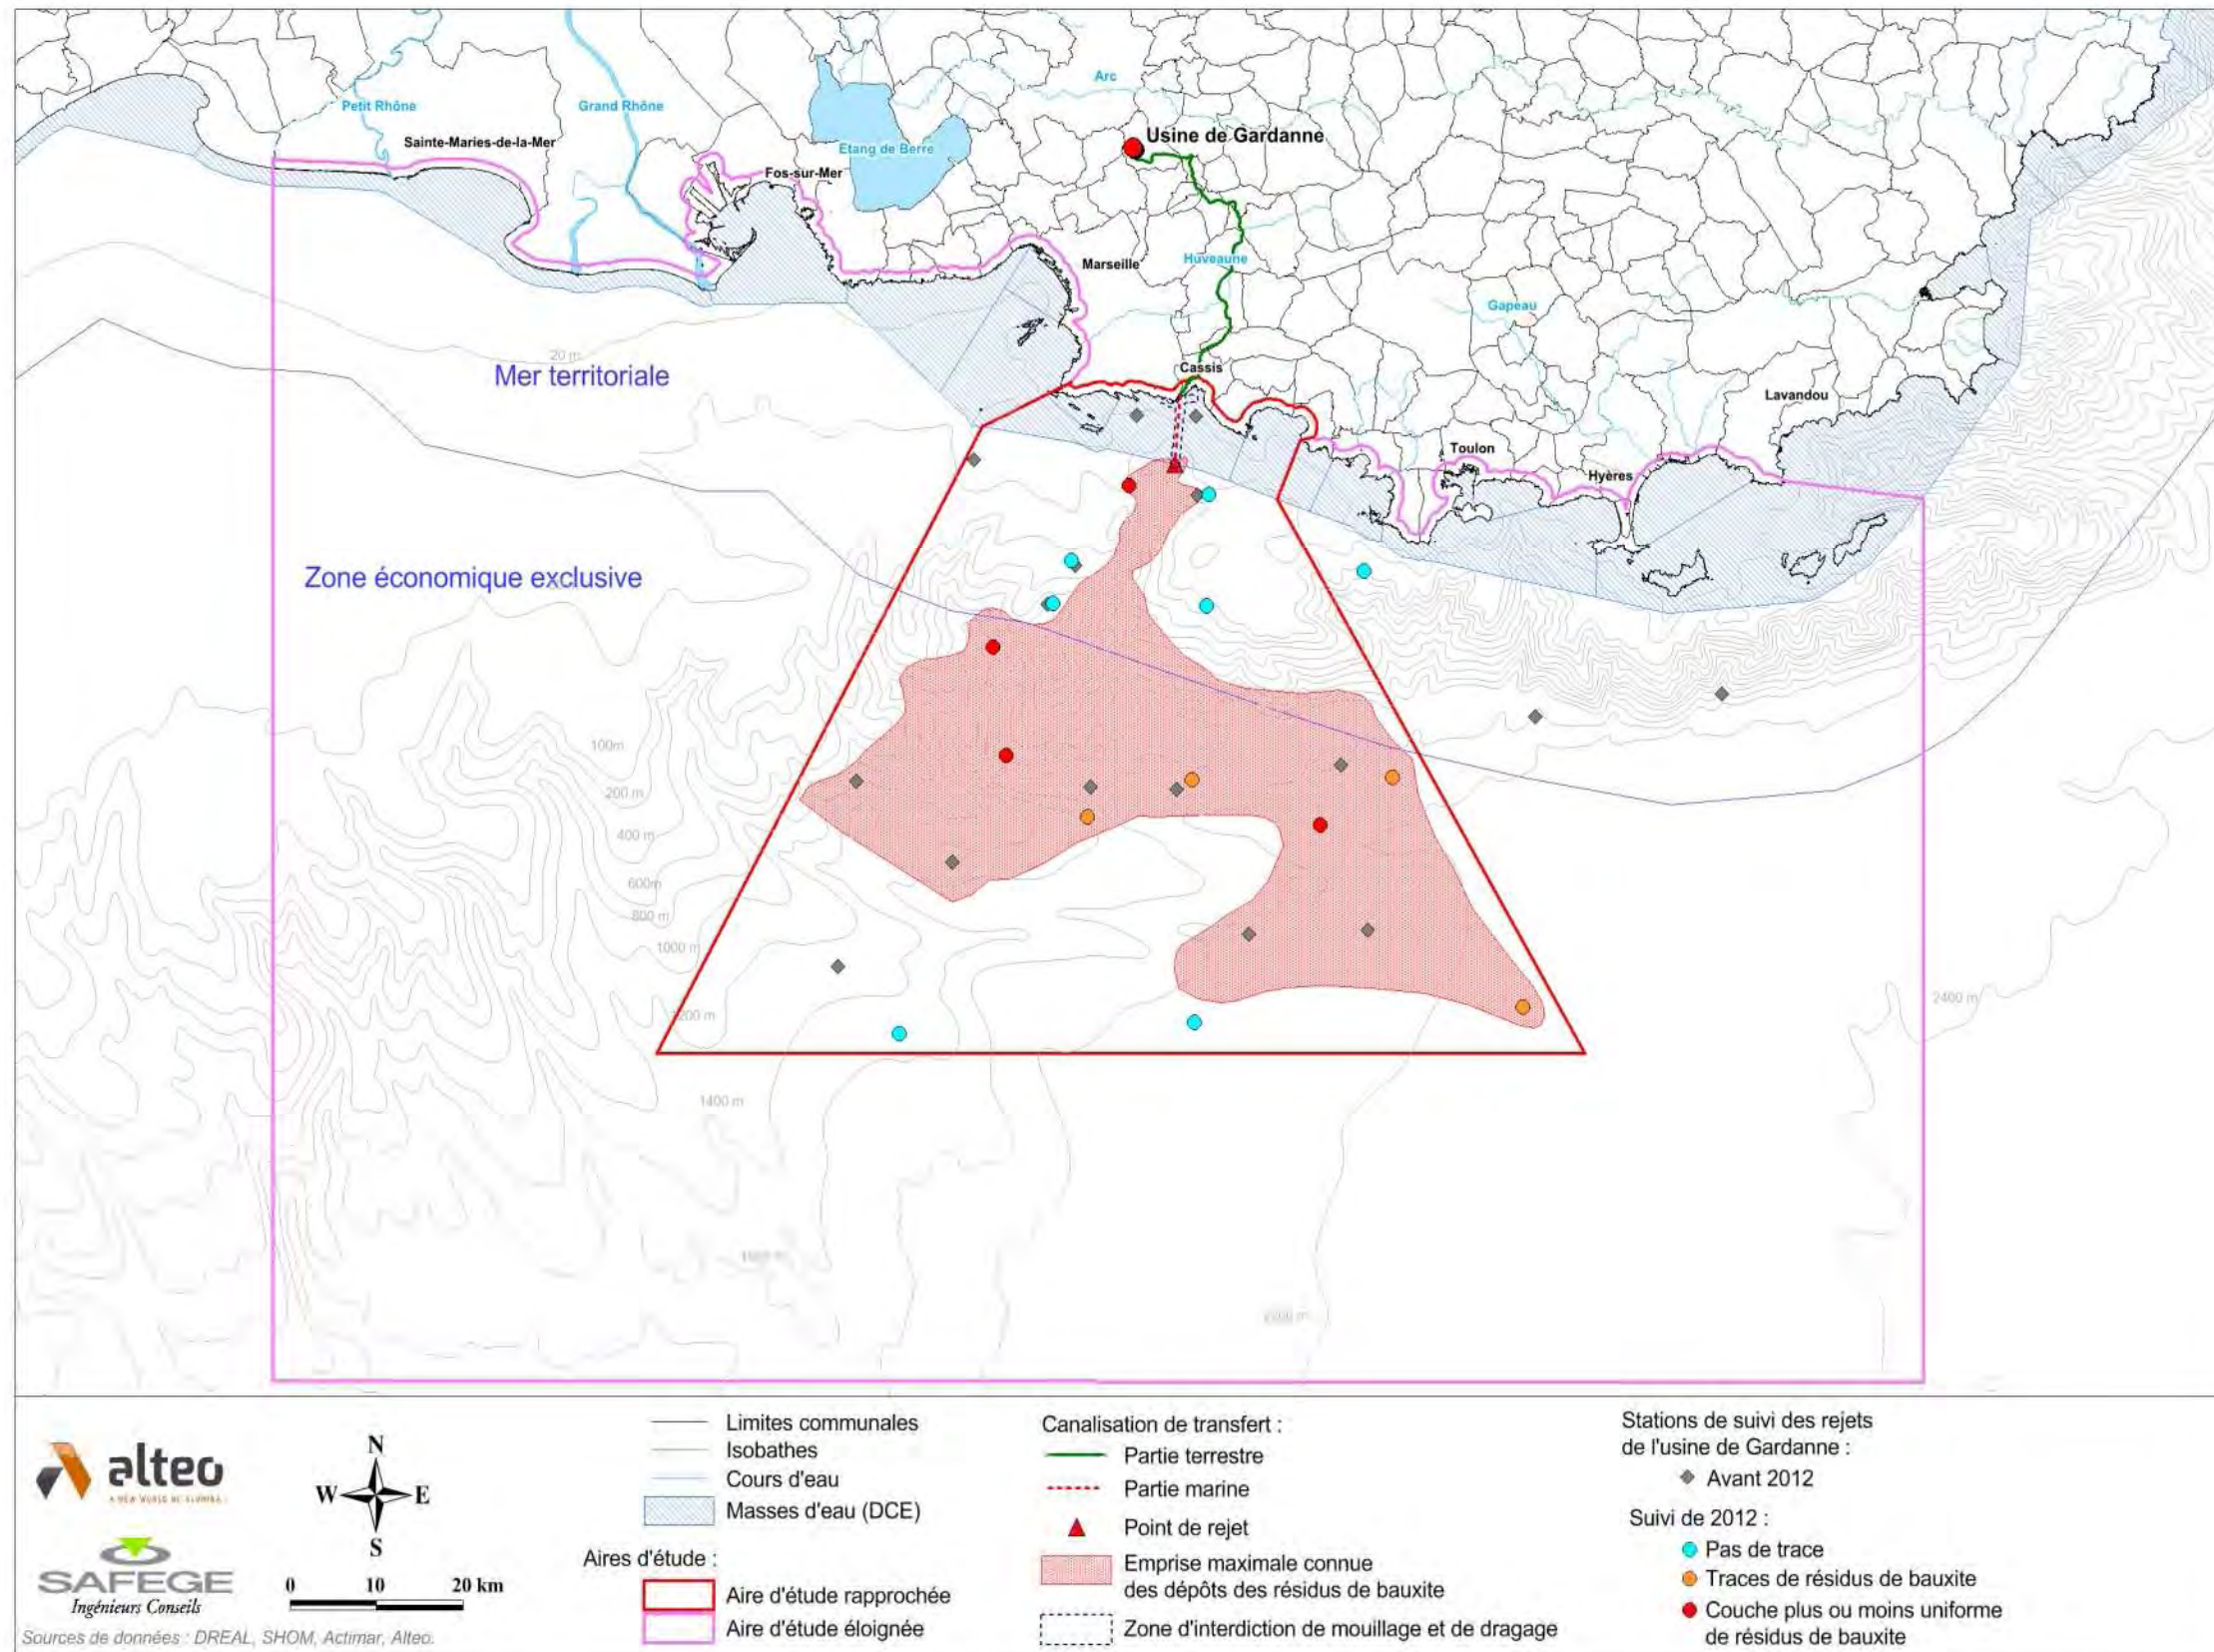 Arc
Petit Rhône
Grand Rhône
Usine de Gardanne
Sainte-Maries-de-la-Mer
Etang de Berre
Fos-sur-Mer
Marseille
Huveaune
Gapeau
20 m
Mer territoriale
Cassis
Lavandou
Toulon
Hyères
Zone économique exclusive
100m
200 m
400 m
600m
800 m
1000 m
2400 m
1400 m
alteo
SAFEGE
Ingénieurs Conseils
N
W E
S
0 10 20 km
Sources de données : DREAL, SHOM, Actimar, Alteo.
Limites communales
Isobathes
Cours d'eau
Masses d'eau (DCE)
Aires d'étude :
Aire d'étude rapprochée
Aire d'étude éloignée
Canalisation de transfert :
Partie terrestre
Partie marine
Point de rejet
Emprise maximale connue
des dépôts des résidus de bauxite
Zone d'interdiction de mouillage et de dragage
Stations de suivi des rejets
de l'usine de Gardanne :
Avant 2012
Suivi de 2012 :
Pas de trace
Traces de résidus de bauxite
Couche plus ou moins uniforme
de résidus de bauxite